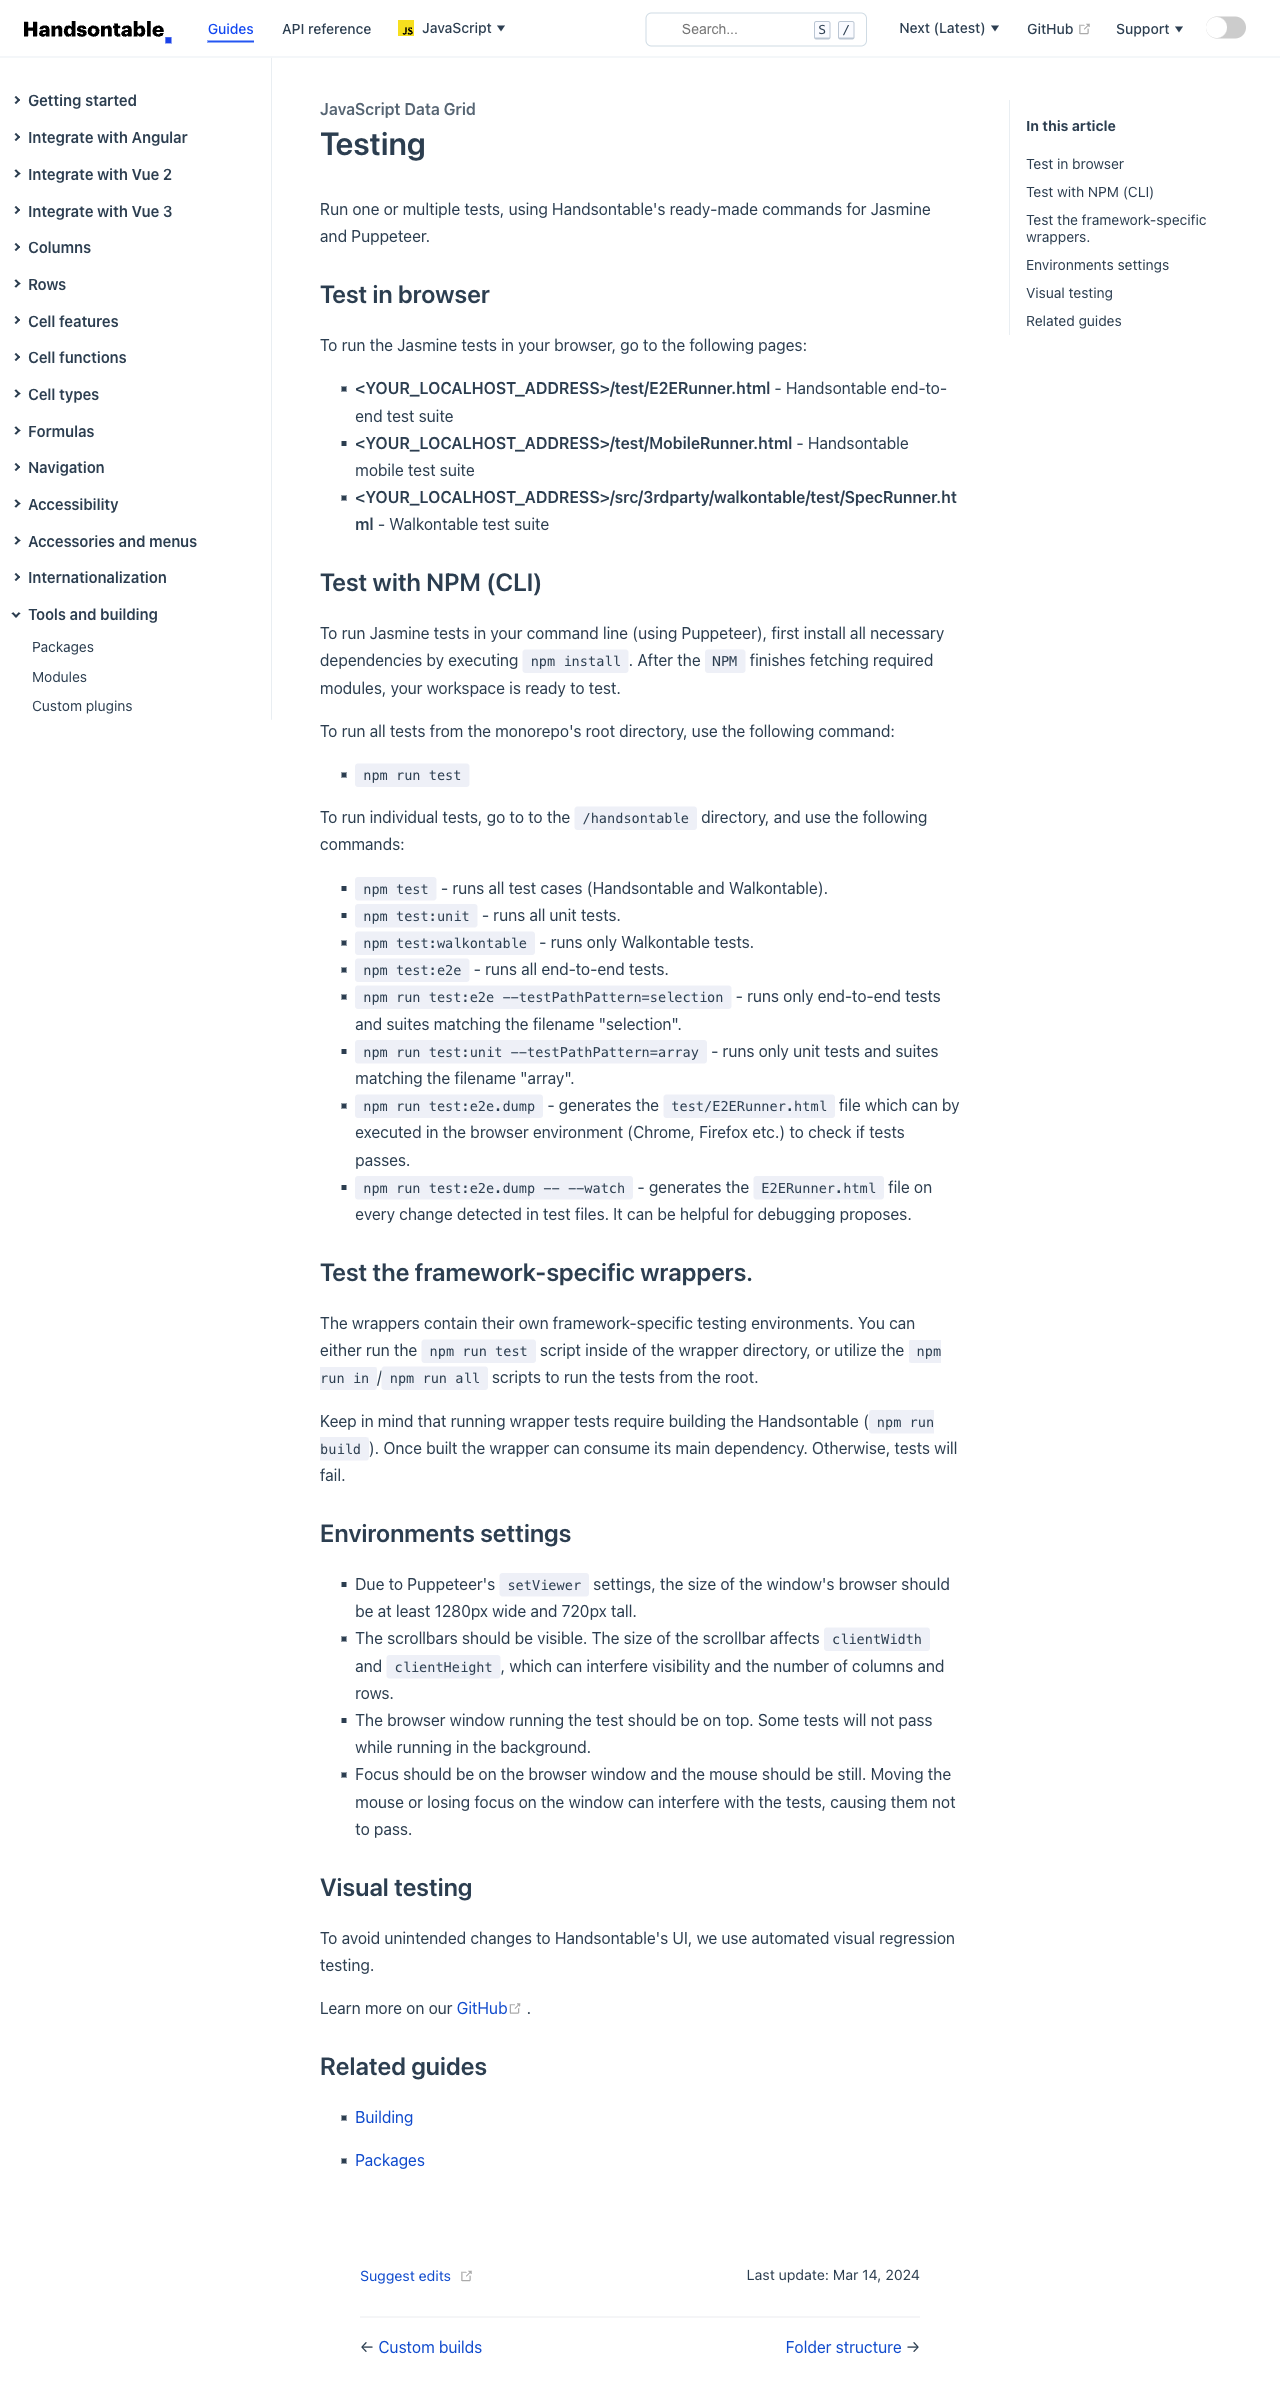 Handsontable
Guides
API reference
JS JavaScript
Search...
S /
Next (Latest)
GitHub
Support
Getting started
Integrate with Angular
Integrate with Vue 2
Integrate with Vue 3
Columns
Rows
Cell features
Cell functions
Cell types
Formulas
Navigation
Accessibility
Accessories and menus
Internationalization
Tools and building
Packages
Modules
Custom plugins
JavaScript Data Grid
Testing
Run one or multiple tests, using Handsontable's ready-made commands for Jasmine
and Puppeteer.
Test in browser
To run the Jasmine tests in your browser, go to the following pages:
<YOUR_LOCALHOST_ADDRESS>/test/E2ERunner.html - Handsontable end-to-
end test suite
<YOUR_LOCALHOST_ADDRESS>/test/MobileRunner.html - Handsontable
mobile test suite
<YOUR_LOCALHOST_ADDRESS>/src/3rdparty/walkontable/test/SpecRunner.ht
ml - Walkontable test suite
Test with NPM (CLI)
To run Jasmine tests in your command line (using Puppeteer), first install all necessary
dependencies by executing npm install. After the NPM finishes fetching required
modules, your workspace is ready to test.
To run all tests from the monorepo's root directory, use the following command:
npm run test
To run individual tests, go to to the /handsontable directory, and use the following
commands:
npm test - runs all test cases (Handsontable and Walkontable).
npm test:unit - runs all unit tests.
npm test:walkontable - runs only Walkontable tests.
npm test:e2e - runs all end-to-end tests.
npm run test:e2e --testPathPattern=selection - runs only end-to-end tests
and suites matching the filename "selection".
npm run test:unit --testPathPattern=array - runs only unit tests and suites
matching the filename "array".
npm run test:e2e.dump - generates the test/E2ERunner.html file which can by
executed in the browser environment (Chrome, Firefox etc.) to check if tests
passes.
npm run test:e2e.dump -- --watch - generates the E2ERunner.html file on
every change detected in test files. It can be helpful for debugging proposes.
Test the framework-specific wrappers.
The wrappers contain their own framework-specific testing environments. You can
either run the npm run test script inside of the wrapper directory, or utilize the npm
run in / npm run all scripts to run the tests from the root.
Keep in mind that running wrapper tests require building the Handsontable ( npm run
build ). Once built the wrapper can consume its main dependency. Otherwise, tests will
fail.
Environments settings
Due to Puppeteer's setViewer settings, the size of the window's browser should
be at least 1280px wide and 720px tall.
The scrollbars should be visible. The size of the scrollbar affects clientWidth
and clientHeight, which can interfere visibility and the number of columns and
rows.
The browser window running the test should be on top. Some tests will not pass
while running in the background.
Focus should be on the browser window and the mouse should be still. Moving the
mouse or losing focus on the window can interfere with the tests, causing them not
to pass.
Visual testing
To avoid unintended changes to Handsontable's UI, we use automated visual regression
testing.
Learn more on our GitHub .
Related guides
Building
Packages
Suggest edits
Last update: Mar 14, 2024
← Custom builds
Folder structure →
In this article
Test in browser
Test with NPM (CLI)
Test the framework-specific
wrappers.
Environments settings
Visual testing
Related guides